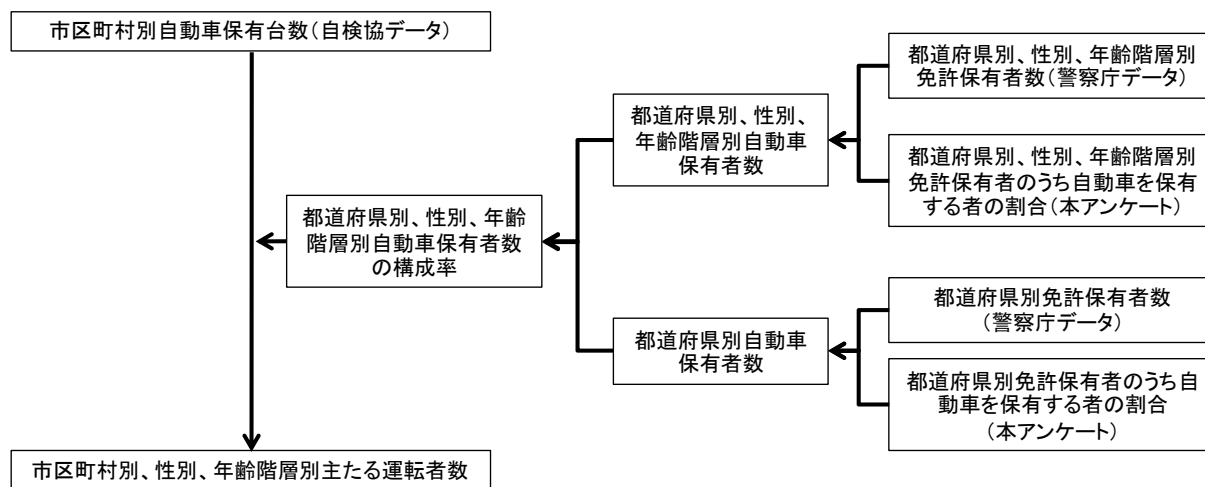 市区町村別自動車保有台数（自検協データ）
都道府県別、性別、年齢階層別
免許保有者数（警察庁データ）
都道府県別、性別、
年齢階層別自動車
保有者数
都道府県別、性別、年齢階層別
免許保有者のうち自動車を保有
する者の割合（本アンケート）
都道府県別、性別、年齢
階層別自動車保有者数
の構成率
都道府県別免許保有者数
（警察庁データ）
都道府県別自動車
保有者数
都道府県別免許保有者のうち自
動車を保有する者の割合
（本アンケート）
市区町村別、性別、年齢階層別主たる運転者数